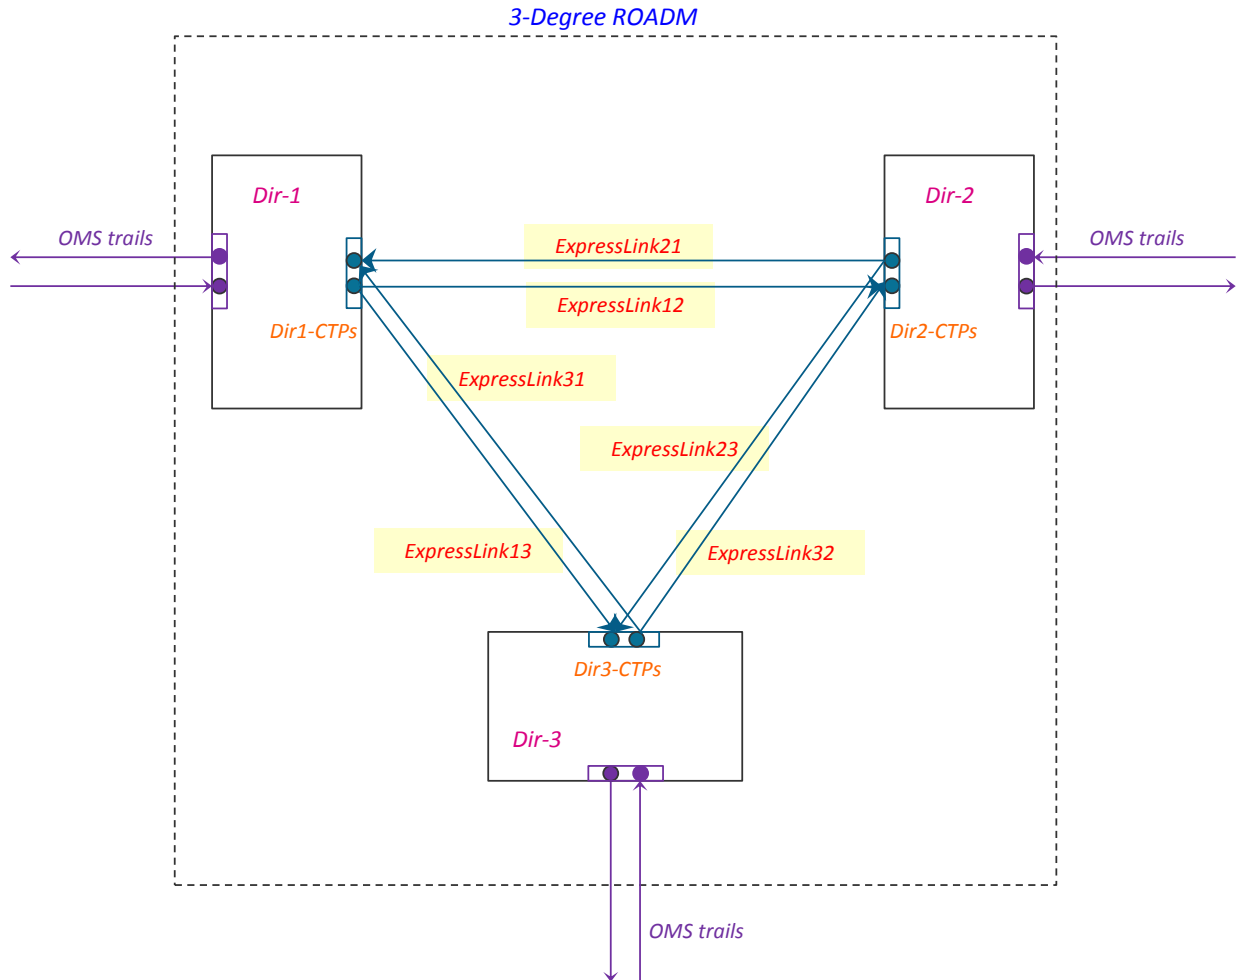 3-Degree ROADM
Dir-1
Dir-2
OMS trails
ExpressLink21
OMS trails
ExpressLink12
Dir1-CTPs
Dir2-CTPs
ExpressLink31
ExpressLink23
ExpressLink13
ExpressLink32
Dir3-CTPs
Dir-3
OMS trails